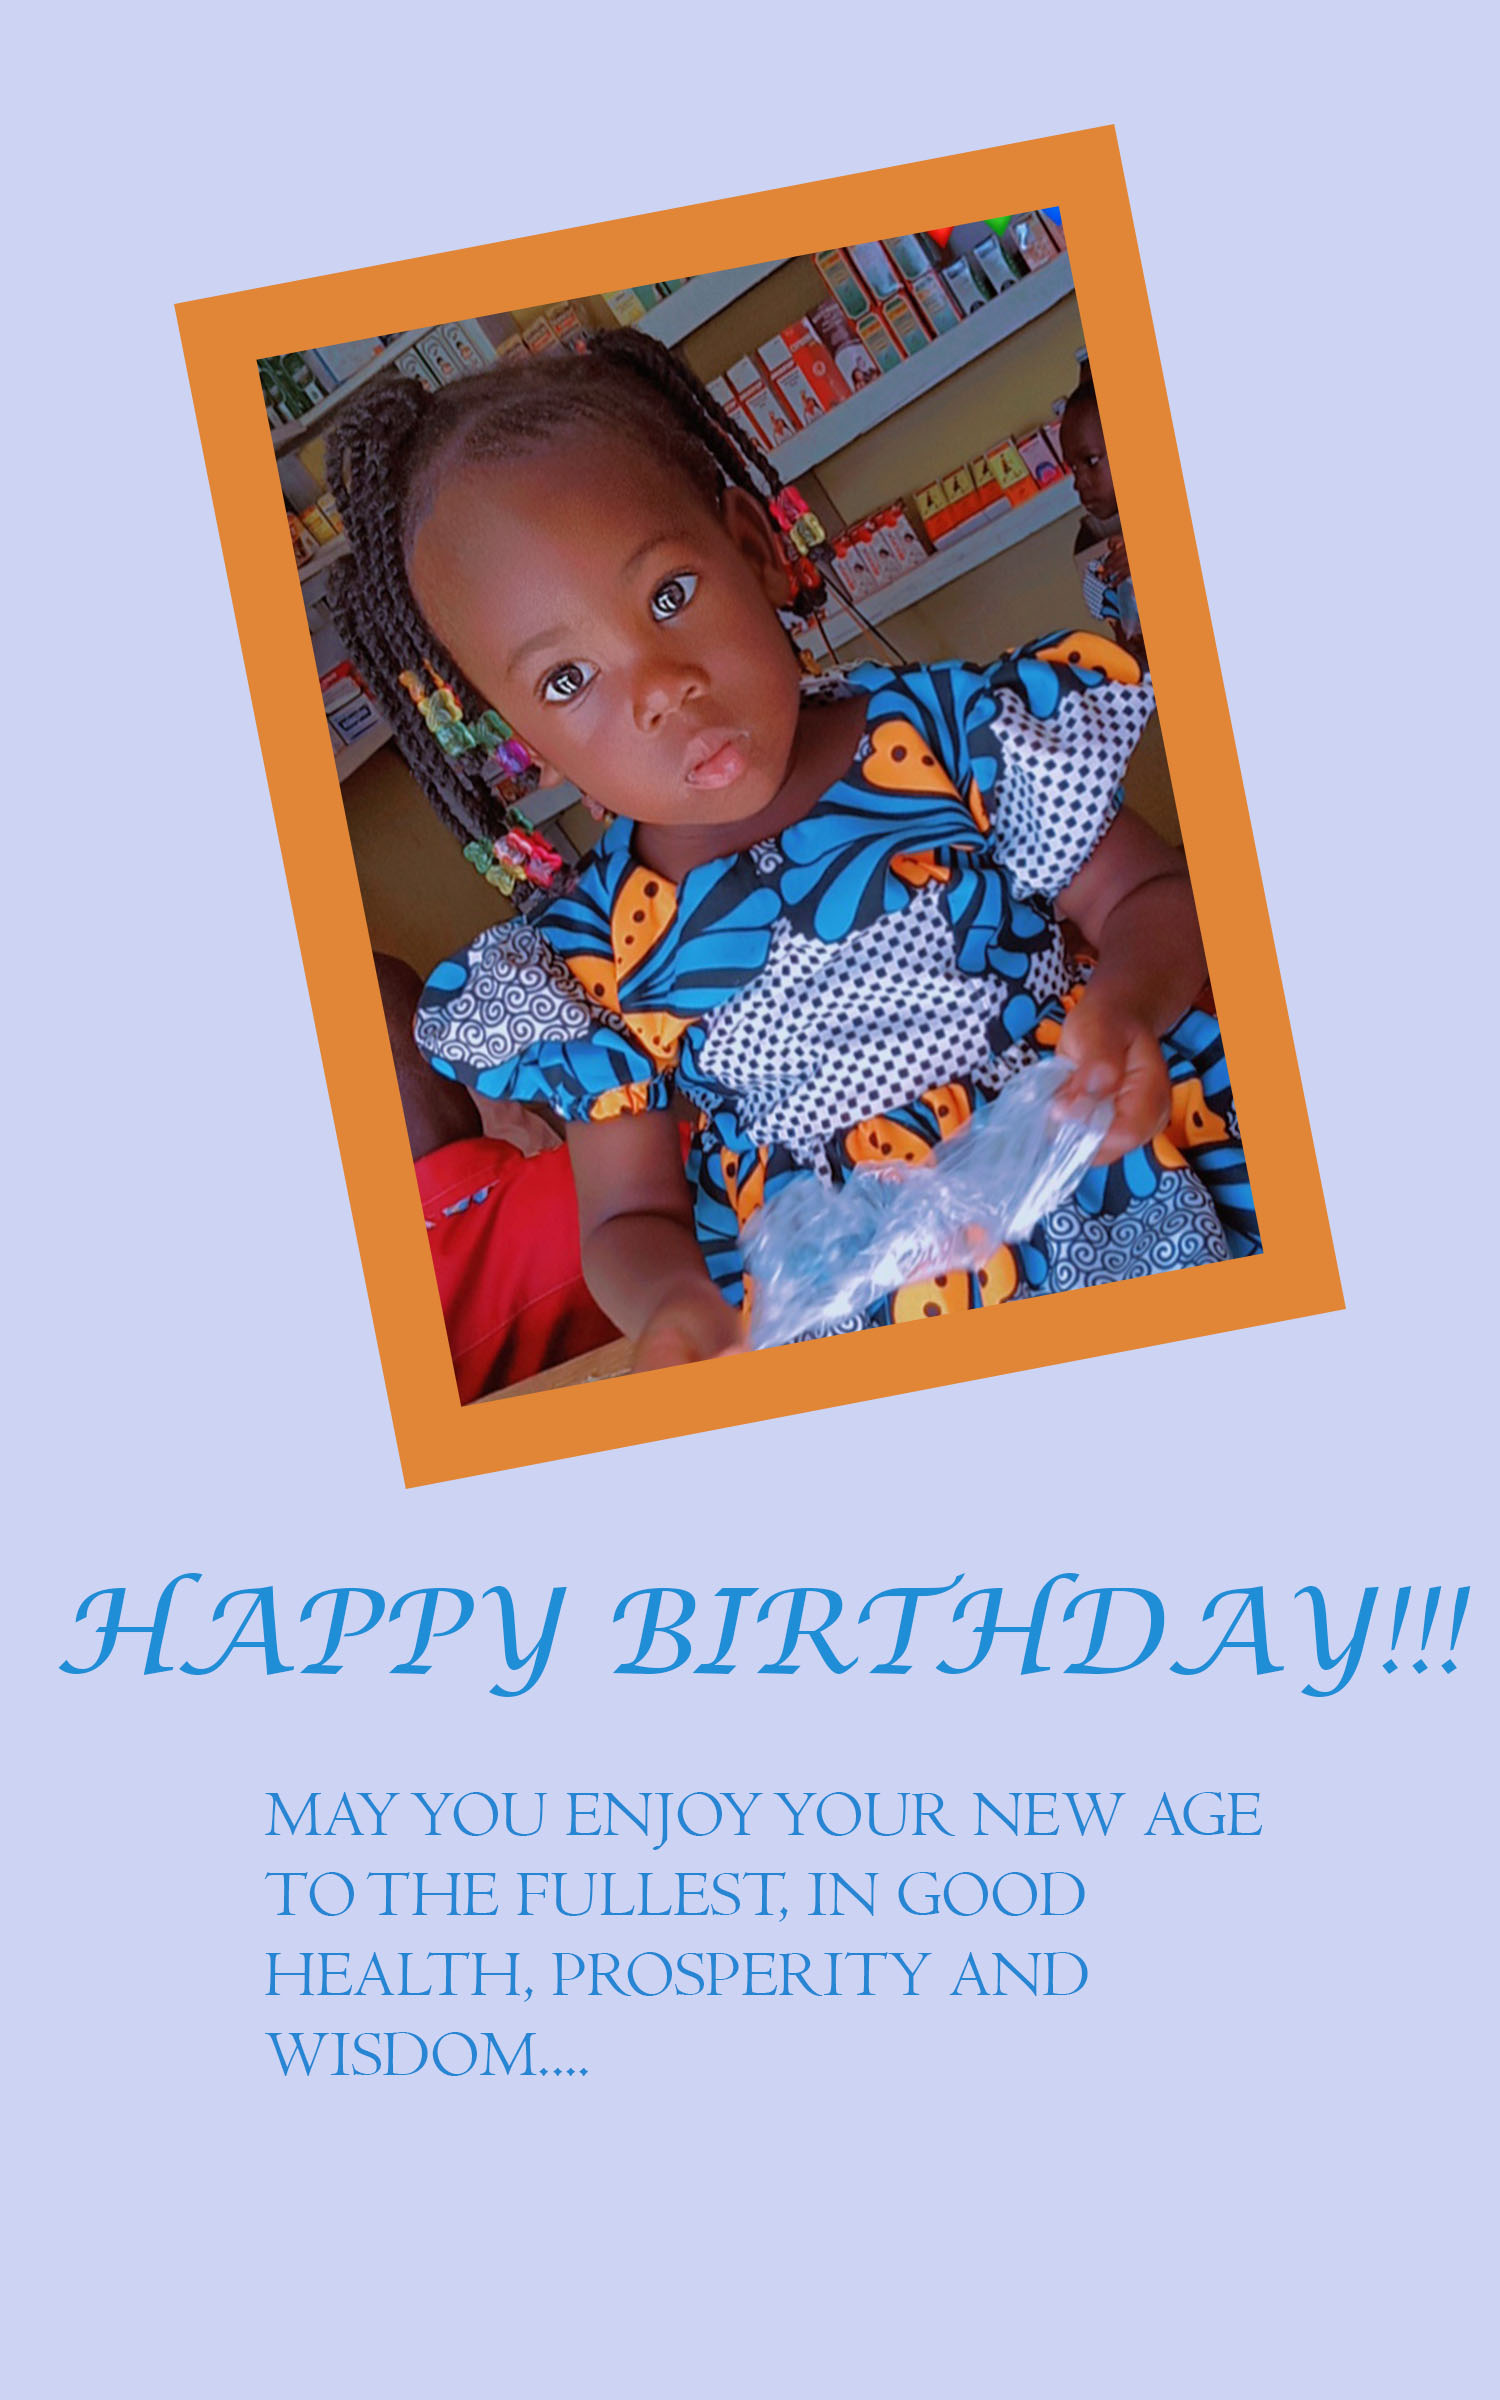 HAPPY BIRTHDAY!!!
MAY YOU ENJOY YOUR NEW AGE
TO THE FULLEST, IN GOOD
HEALTH, PROSPERITY AND
WISDOM....